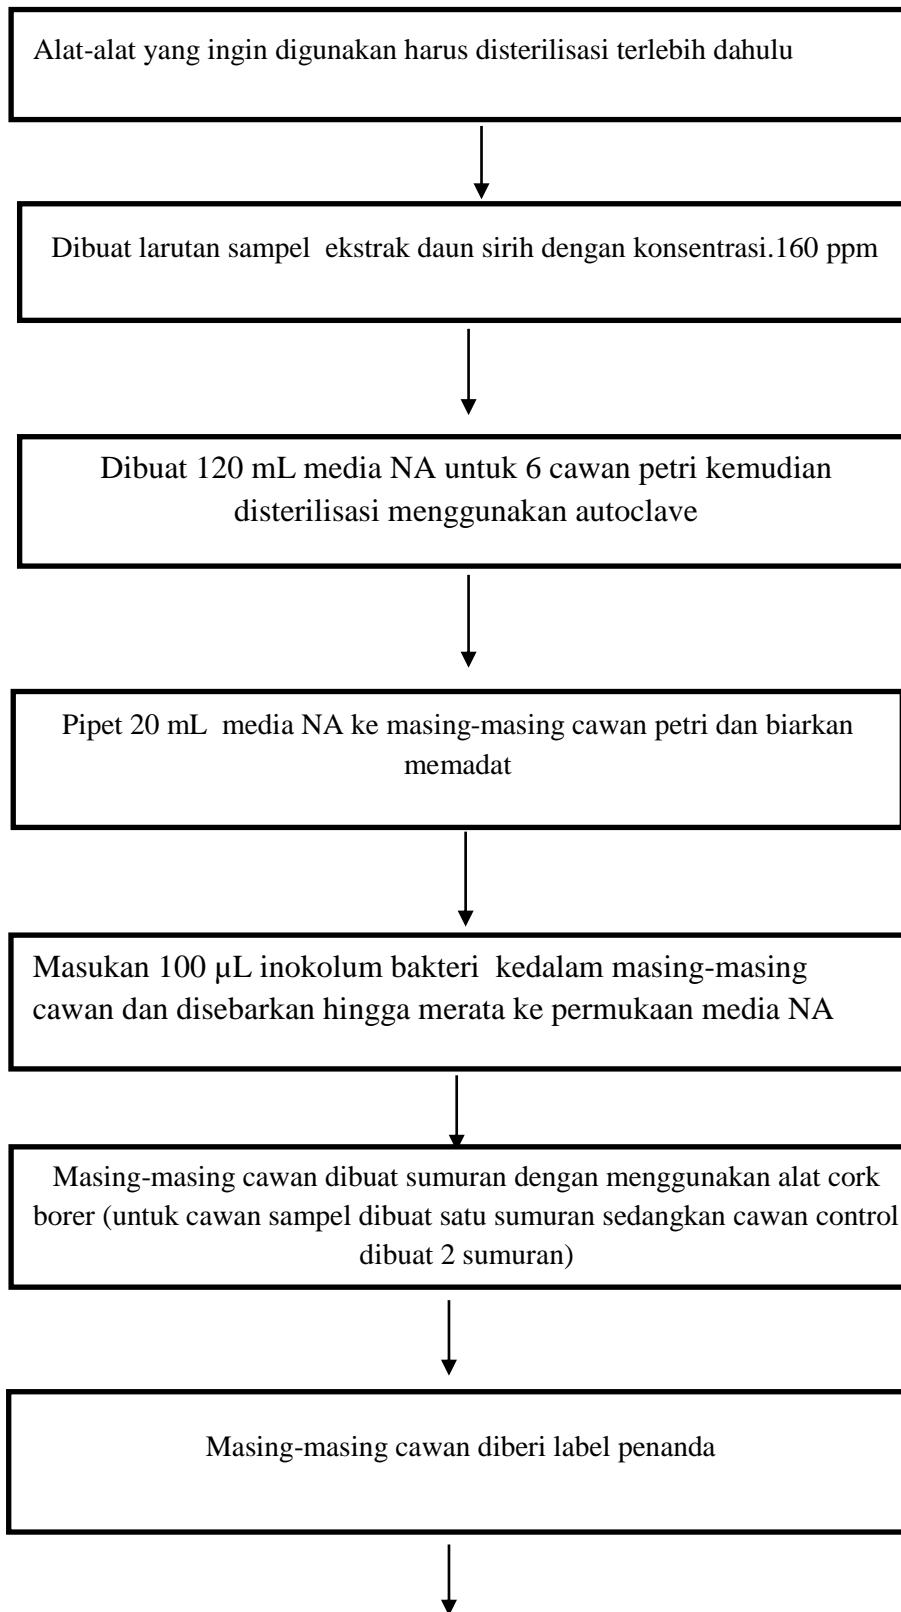 Alat-alat yang ingin digunakan harus disterilisasi terlebih dahulu
Dibuat larutan sampel  ekstrak daun sirih dengan konsentrasi.160 ppm
Dibuat 120 mL media NA untuk 6 cawan petri kemudian
disterilisasi menggunakan autoclave
Pipet 20 mL  media NA ke masing-masing cawan petri dan biarkan
memadat
Masukan 100 µL inokolum bakteri  kedalam masing-masing
cawan dan disebarkan hingga merata ke permukaan media NA
Masing-masing cawan dibuat sumuran dengan menggunakan alat cork
borer (untuk cawan sampel dibuat satu sumuran sedangkan cawan control
dibuat 2 sumuran)
Masing-masing cawan diberi label penanda